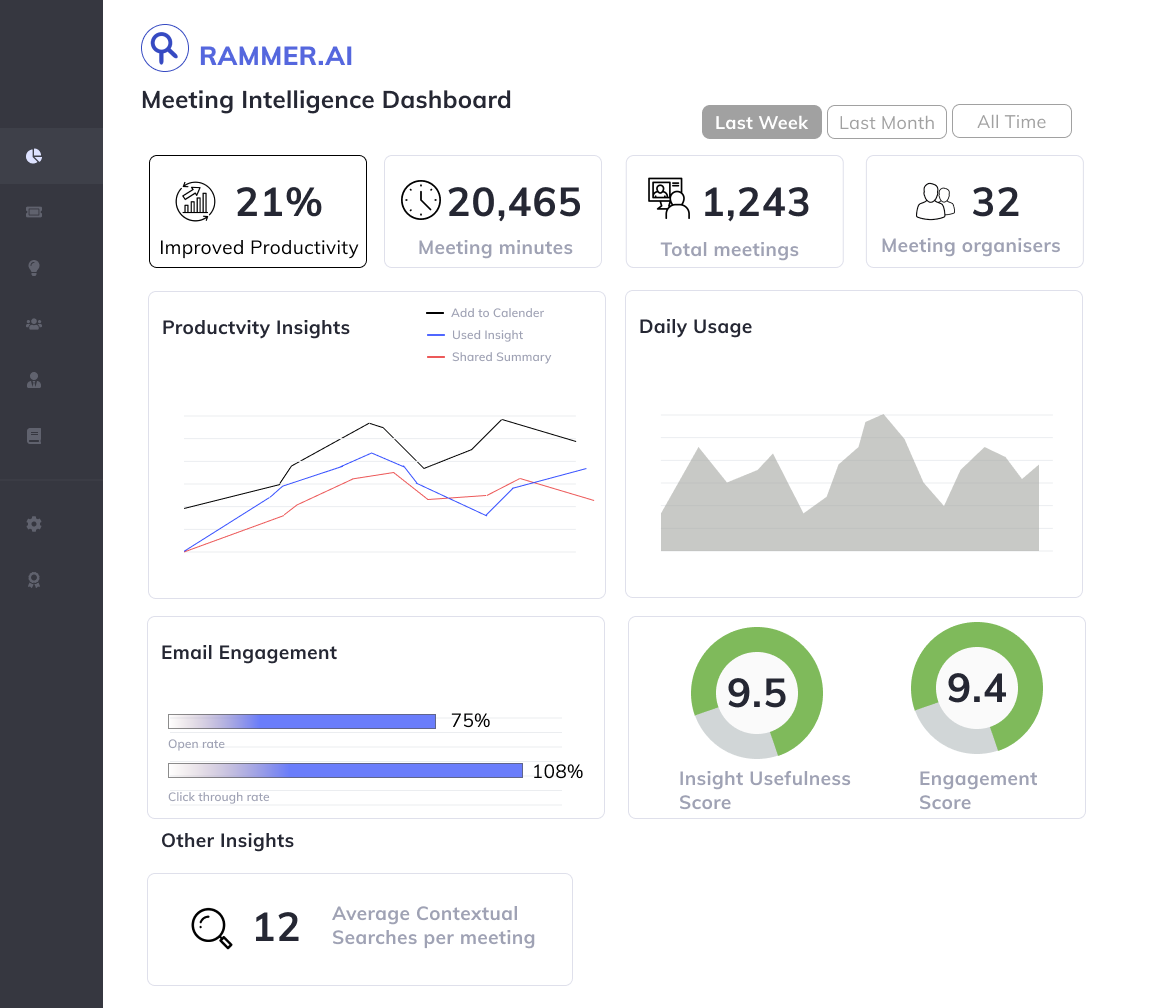 RAMMER.AI
Meeting Intelligence Dashboard
Last Week
Last Month
All Time
21%
Improved Productivity
20,465
Meeting minutes
1,243
Total meetings
32
Meeting organisers
Productvity Insights
Add to Calender
Used Insight
Shared Summary
Daily Usage
Email Engagement
75%
Open rate
108%
Click through rate
9.5
Insight Usefulness
Score
9.4
Engagement
Score
Other Insights
12
Average Contextual
Searches per meeting